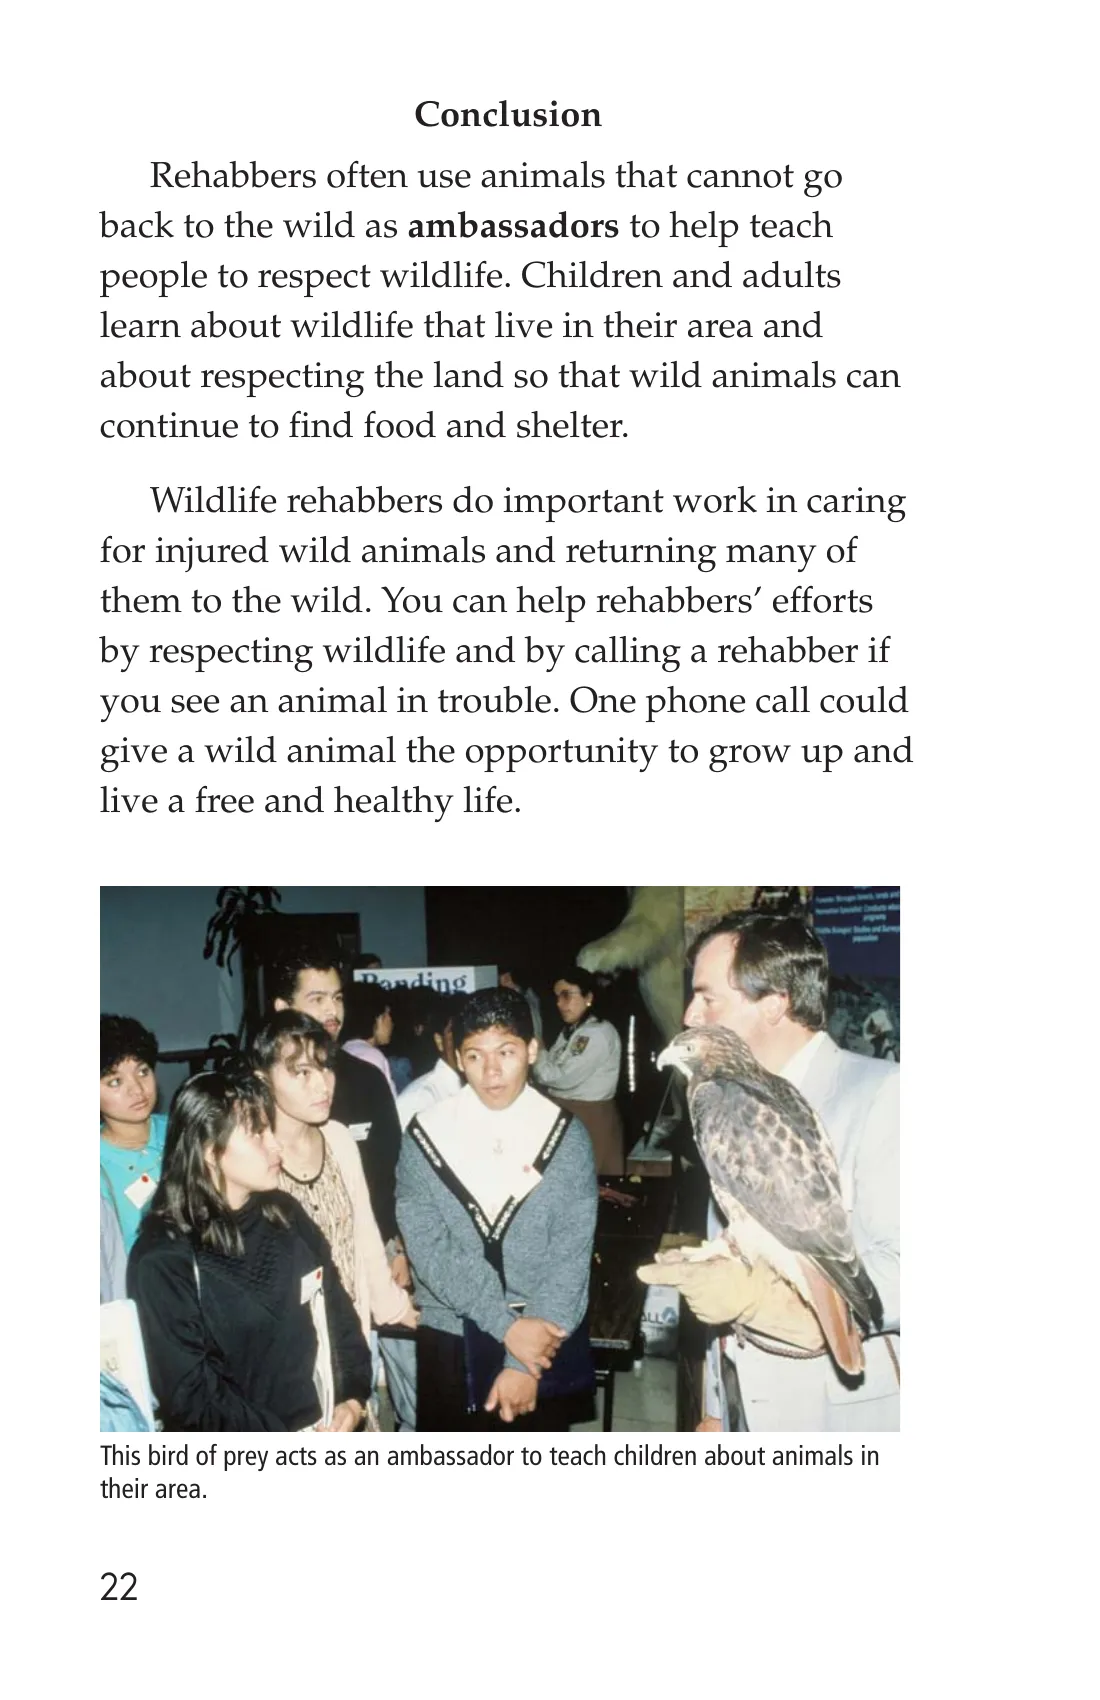 Conclusion
Rehabbers often use animals that cannot go
back to the wild as ambassadors to help teach
people to respect wildlife. Children and adults
learn about wildlife that live in their area and
about respecting the land so that wild animals can
continue to find food and shelter.
Wildlife rehabbers do important work in caring
for injured wild animals and returning many of
them to the wild. You can help rehabbers’ efforts
by respecting wildlife and by calling a rehabber if
you see an animal in trouble. One phone call could
give a wild animal the opportunity to grow up and
live a free and healthy life.
Banding
This bird of prey acts as an ambassador to teach children about animals in
their area.
22